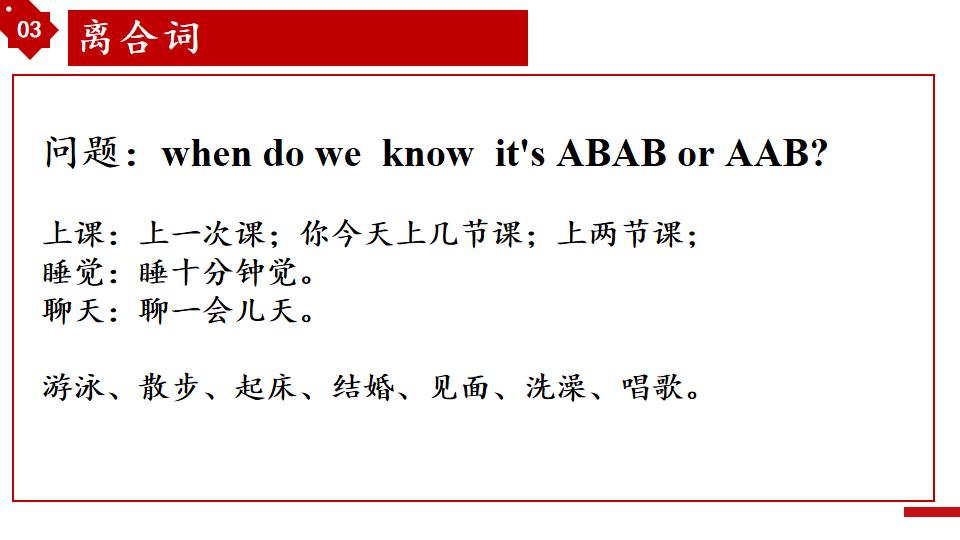 03
离合词
问题：when do we know it's ABAB or AAB?
上课：上一次课；你今天上几节课；上两节课；
睡觉：睡十分钟觉。
聊天：聊一会儿天。
游泳、散步、起床、结婚、见面、洗澡、唱歌。